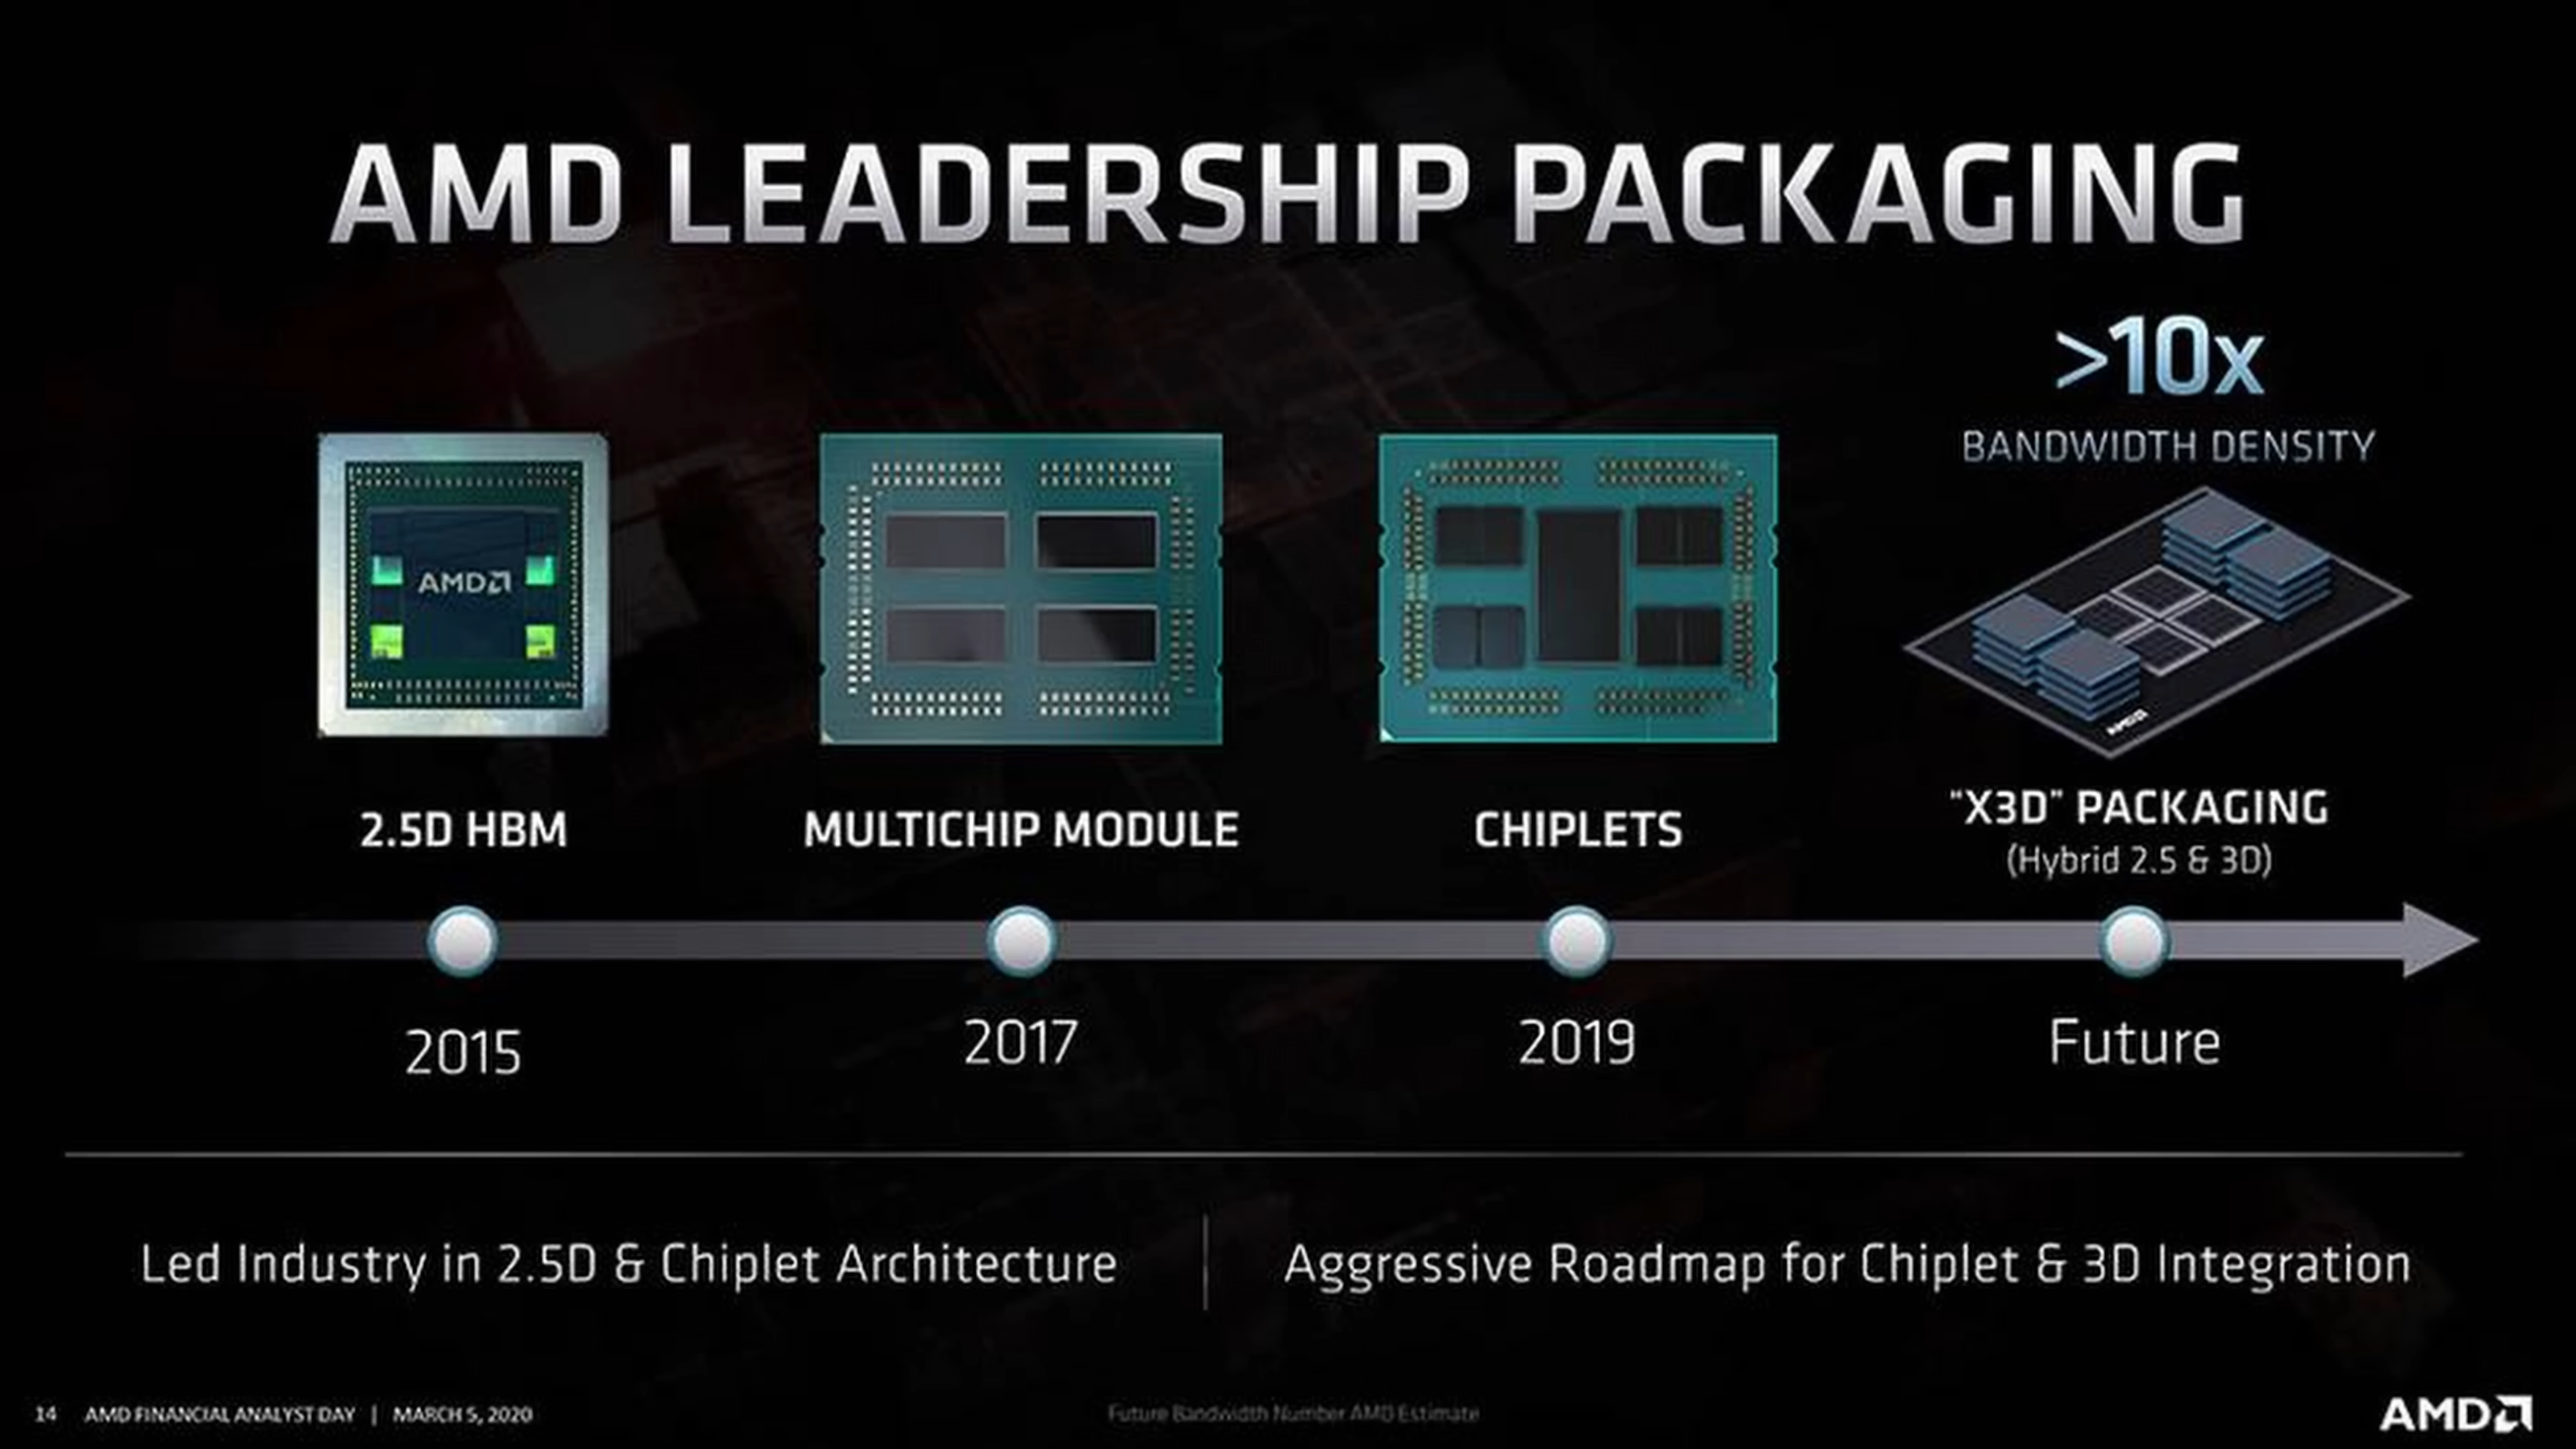 AMD LEADERSHIP PACKAGING
>10x
BANDWIDTH DENSITY
AMD
AMD
2.5D HBM
MULTICHIP MODULE
CHIPLETS
"X3D" PACKAGING
(Hybrid 2.5 & 3D)
2015
2017
2019
Future
Led Industry in 2.5D & Chiplet Architecture
Aggressive Roadmap for Chiplet & 3D Integration
14 AMD FINANCIAL ANALYST DAY | MARCH 5, 2020
Future Bandwidth Number AMD Estimate
AMD